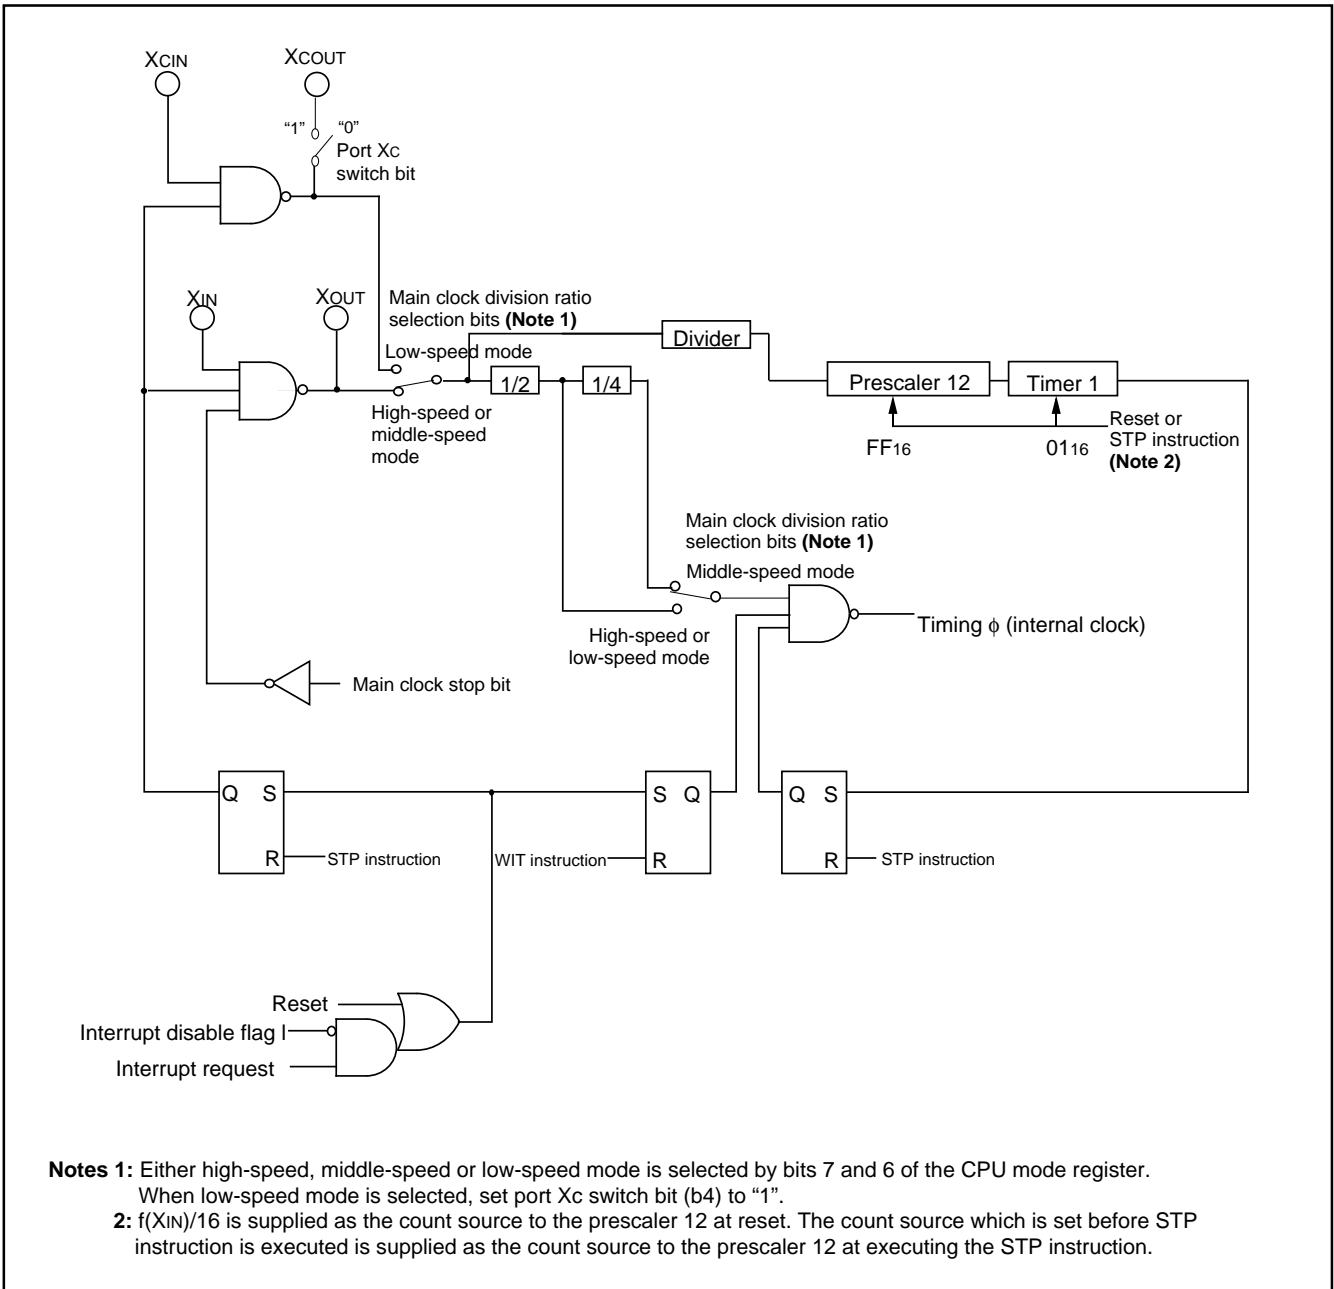 XCIN
XCOUT
“1”
“0”
Port XC
switch bit
XIN
XOUT
Main clock division ratio
selection bits (Note 1)
Low-speed mode
Divider
1/2
1/4
Prescaler 12
Timer 1
High-speed or
middle-speed
mode
FF16
0116
Reset or
STP instruction
(Note 2)
Main clock division ratio
selection bits (Note 1)
Middle-speed mode
High-speed or
low-speed mode
Timing ϕ (internal clock)
Main clock stop bit
Q S
R
STP instruction
WIT instruction
S Q
R
Q S
R
STP instruction
Reset
Interrupt disable flag I
Interrupt request
Notes 1: Either high-speed, middle-speed or low-speed mode is selected by bits 7 and 6 of the CPU mode register.
When low-speed mode is selected, set port Xc switch bit (b4) to “1”.
2: f(XIN)/16 is supplied as the count source to the prescaler 12 at reset. The count source which is set before STP
instruction is executed is supplied as the count source to the prescaler 12 at executing the STP instruction.